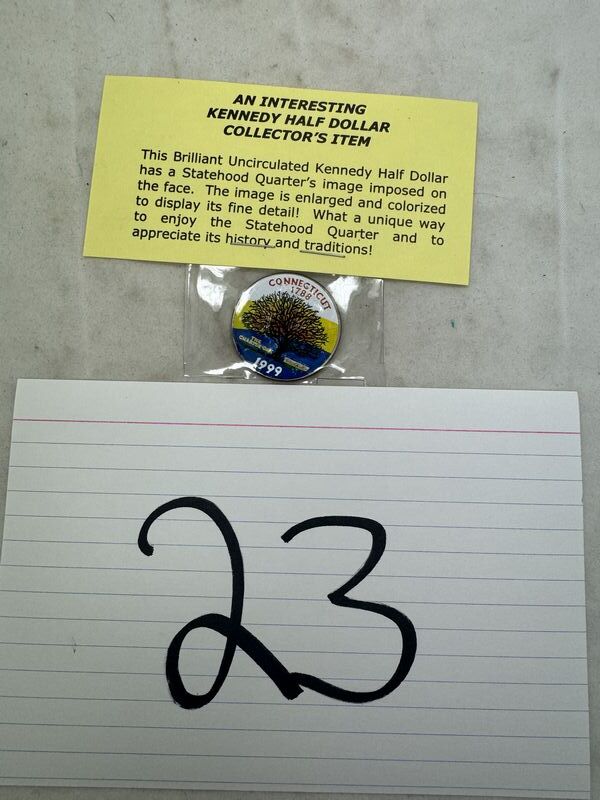 AN INTERESTING
KENNEDY HALF DOLLAR
COLLECTOR'S ITEM
This Brilliant Uncirculated Kennedy Half Dollar
has a Statehood Quarter's image imposed on
the face. The image is enlarged and colorized
to display its fine detail! What a unique way
to enjoy the Statehood Quarter and to
appreciate its history and traditions!
CONNECTICUT
1788
THE
CHARTER OAK
1999
23